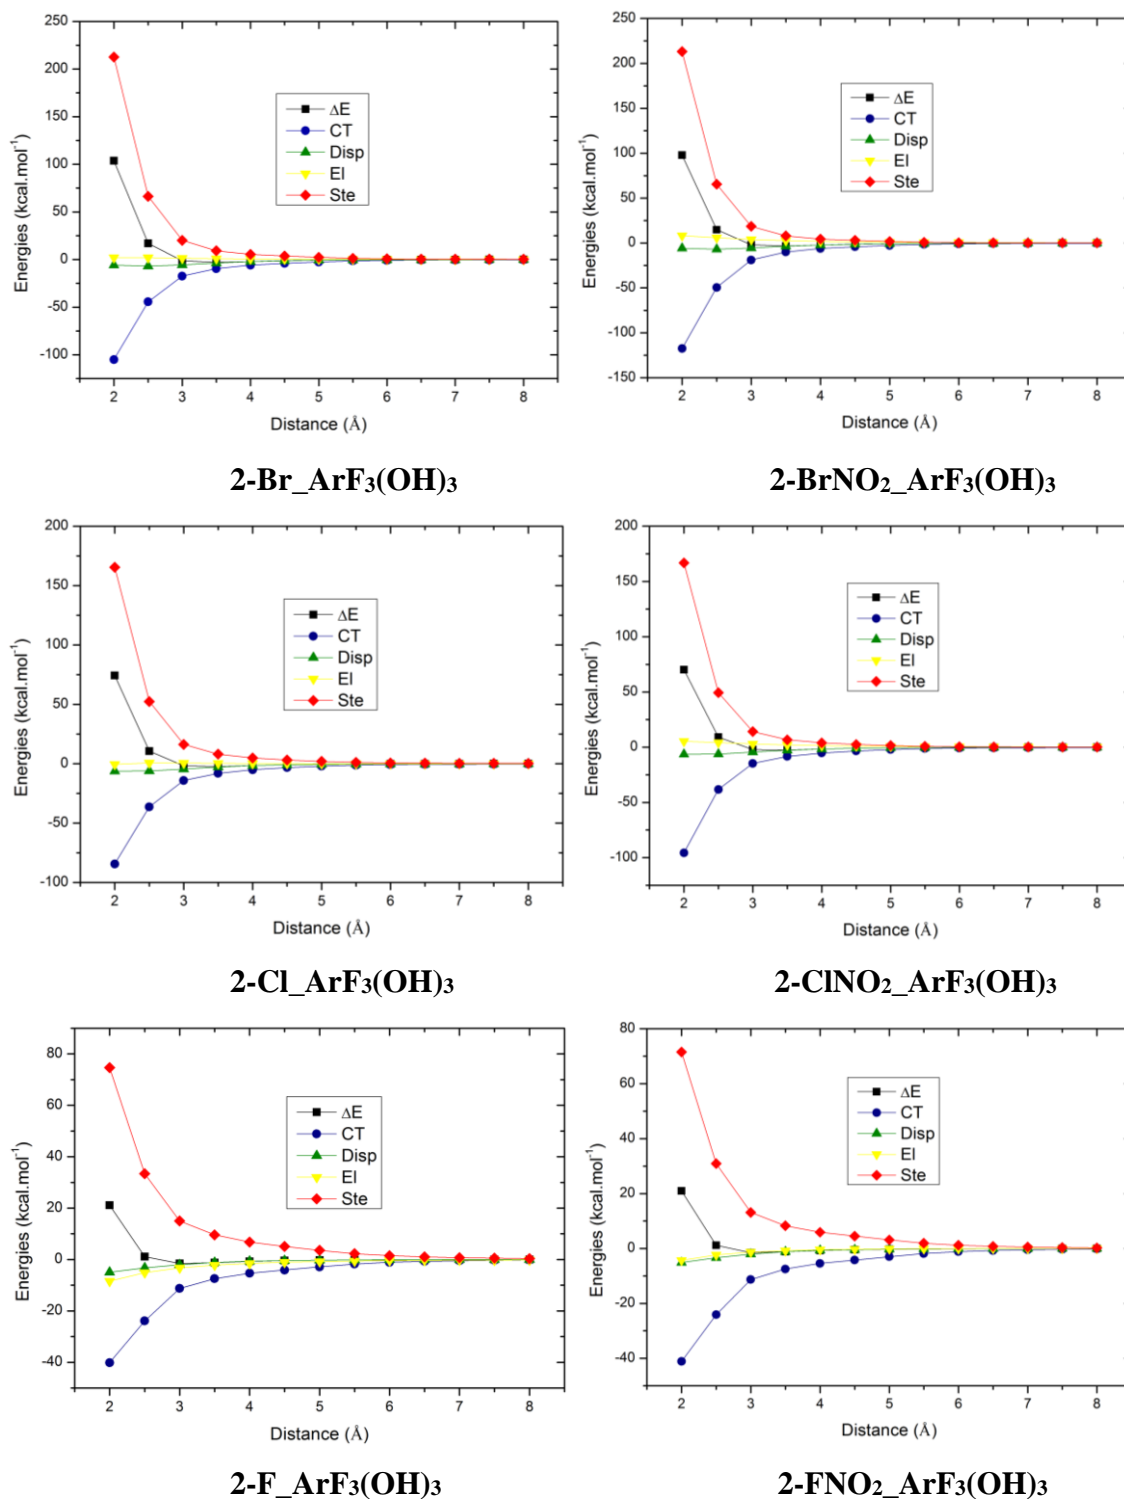 250
200
150
100
50
0
-50
-100
Energies (kcal.mol⁻¹)
ΔE
CT
Disp
El
Ste
2 3 4 5 6 7 8
Distance (Å)
2-Br_ArF₃(OH)₃
250
200
150
100
50
0
-50
-100
-150
Energies (kcal.mol⁻¹)
ΔE
CT
Disp
El
Ste
2 3 4 5 6 7 8
Distance (Å)
2-BrNO₂_ArF₃(OH)₃
200
150
100
50
0
-50
-100
Energies (kcal.mol⁻¹)
ΔE
CT
Disp
El
Ste
2 3 4 5 6 7 8
Distance (Å)
2-Cl_ArF₃(OH)₃
200
150
100
50
0
-50
-100
Energies (kcal.mol⁻¹)
ΔE
CT
Disp
El
Ste
2 3 4 5 6 7 8
Distance (Å)
2-ClNO₂_ArF₃(OH)₃
80
60
40
20
0
-20
-40
Energies (kcal.mol⁻¹)
ΔE
CT
Disp
El
Ste
2 3 4 5 6 7 8
Distance (Å)
2-F_ArF₃(OH)₃
80
60
40
20
0
-20
-40
Energies (kcal.mol⁻¹)
ΔE
CT
Disp
El
Ste
2 3 4 5 6 7 8
Distance (Å)
2-FNO₂_ArF₃(OH)₃